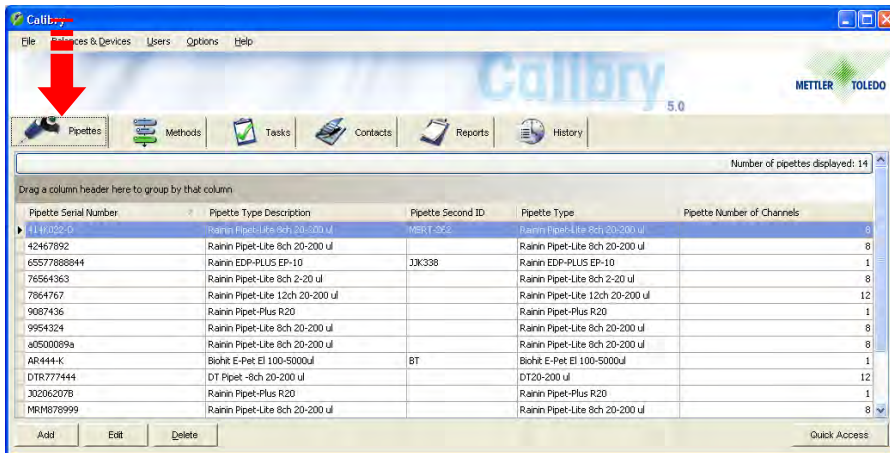 Calibry
File Balances & Devices Users Options Help
Calibry 5.0
METTLER TOLEDO
Pipettes Methods Tasks Contacts Reports History
Number of pipettes displayed: 14
Drag a column header here to group by that column
Pipette Serial Number Pipette Type Description Pipette Second ID Pipette Type Pipette Number of Channels
Rainin Pipet-Lite 8ch 20-200 ul Rainin Pipet-Lite 8ch 20-200 ul 8
42467892 Rainin Pipet-Lite 8ch 20-200 ul Rainin Pipet-Lite 8ch 20-200 ul 8
65577888844 Rainin EDP-PLUS EP-10 JJK338 Rainin EDP-PLUS EP-10 1
76564363 Rainin Pipet-Lite 8ch 2-20 ul Rainin Pipet-Lite 8ch 2-20 ul 8
7864767 Rainin Pipet-Lite 12ch 20-200 ul Rainin Pipet-Lite 12ch 20-200 ul 12
9087436 Rainin Pipet-Plus R20 Rainin Pipet-Plus R20 1
9954324 Rainin Pipet-Lite 8ch 20-200 ul Rainin Pipet-Lite 8ch 20-200 ul 8
a0500089a Rainin Pipet-Lite 8ch 20-200 ul Rainin Pipet-Lite 8ch 20-200 ul 8
AR444-K Biohit E-Pet El 100-5000ul BT Biohit E-Pet El 100-5000ul 1
DTR777444 DT Pipet -8ch 20-200 ul DT20-200 ul 12
J0206207B Rainin Pipet-Plus R20 Rainin Pipet-Plus R20 1
MRM878999 Rainin Pipet-Lite 8ch 20-200 ul Rainin Pipet-Lite 8ch 20-200 ul 8
Add Edit Delete Quick Access